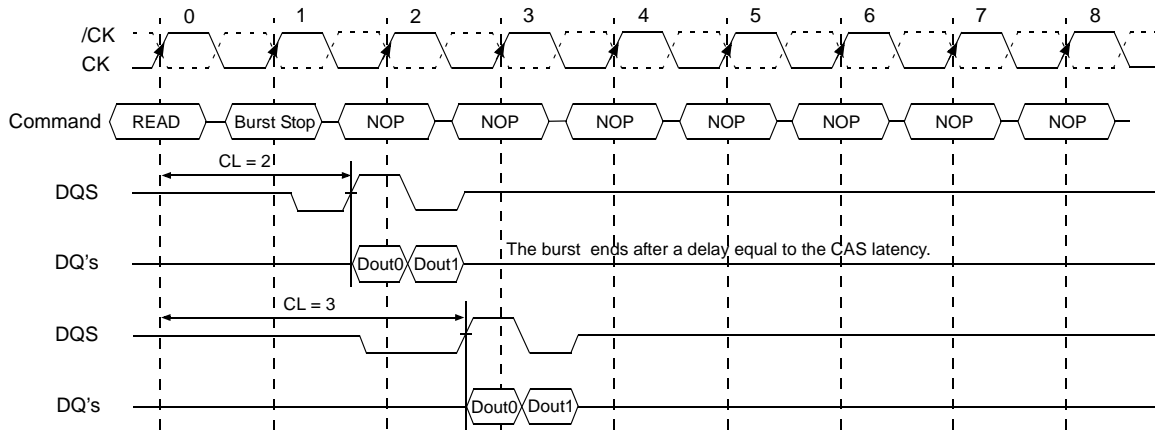 0 1 2 3 4 5 6 7 8
/CK
CK
Command READ Burst Stop NOP NOP NOP NOP NOP NOP NOP
CL = 2
DQS
DQ's Dout0 Dout1 The burst ends after a delay equal to the CAS latency.
CL = 3
DQS
DQ's Dout0 Dout1